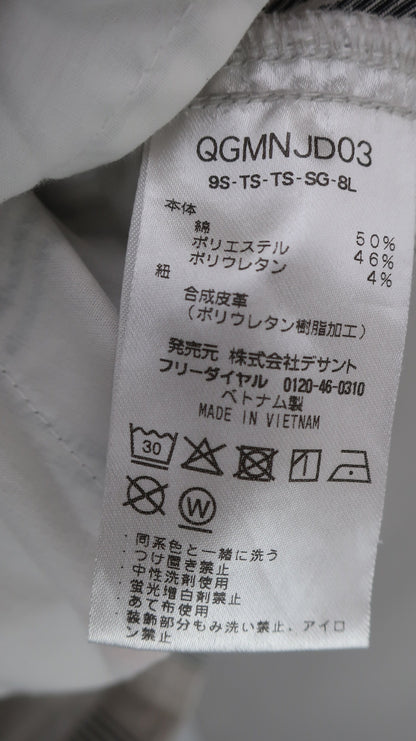 QGMNJD03
9S-TS-TS-SG-8L
本体
綿 50%
ポリエステル 46%
ポリウレタン 4%
紐
合成皮革
(ポリウレタン樹脂加工)
発売元 株式会社デサント
フリーダイヤル 0120-46-0310
ベトナム製
MADE IN VIETNAM
30
W
・同系色と一緒に洗う
・つけ置き禁止
・中性洗剤使用
・蛍光増白剤禁止
・あて布使用
・装飾部分もみ洗い禁止、アイロ
ン禁止